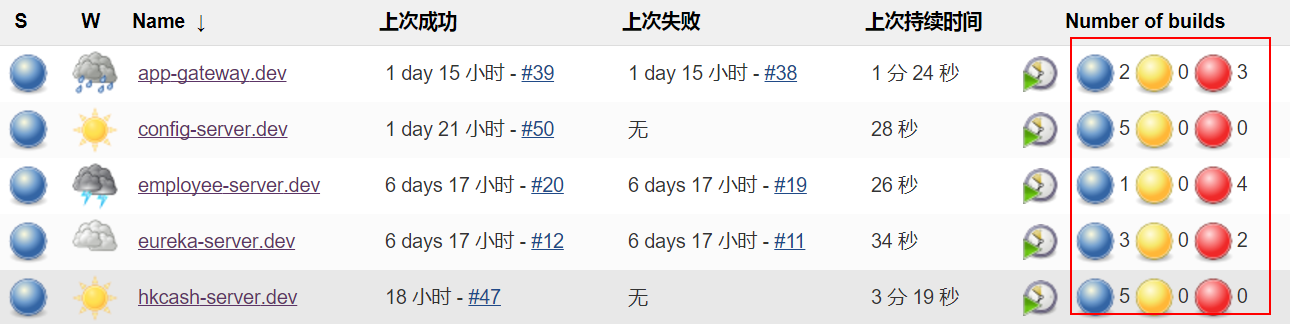 S W Name ↓ 上次成功 上次失败 上次持续时间 Number of builds
app-gateway.dev 1 day 15 小时 - #39 1 day 15 小时 - #38 1 分 24 秒 2 0 3
config-server.dev 1 day 21 小时 - #50 无 28 秒 5 0 0
employee-server.dev 6 days 17 小时 - #20 6 days 17 小时 - #19 26 秒 1 0 4
eureka-server.dev 6 days 17 小时 - #12 6 days 17 小时 - #11 34 秒 3 0 2
hkcash-server.dev 18 小时 - #47 无 3 分 19 秒 5 0 0